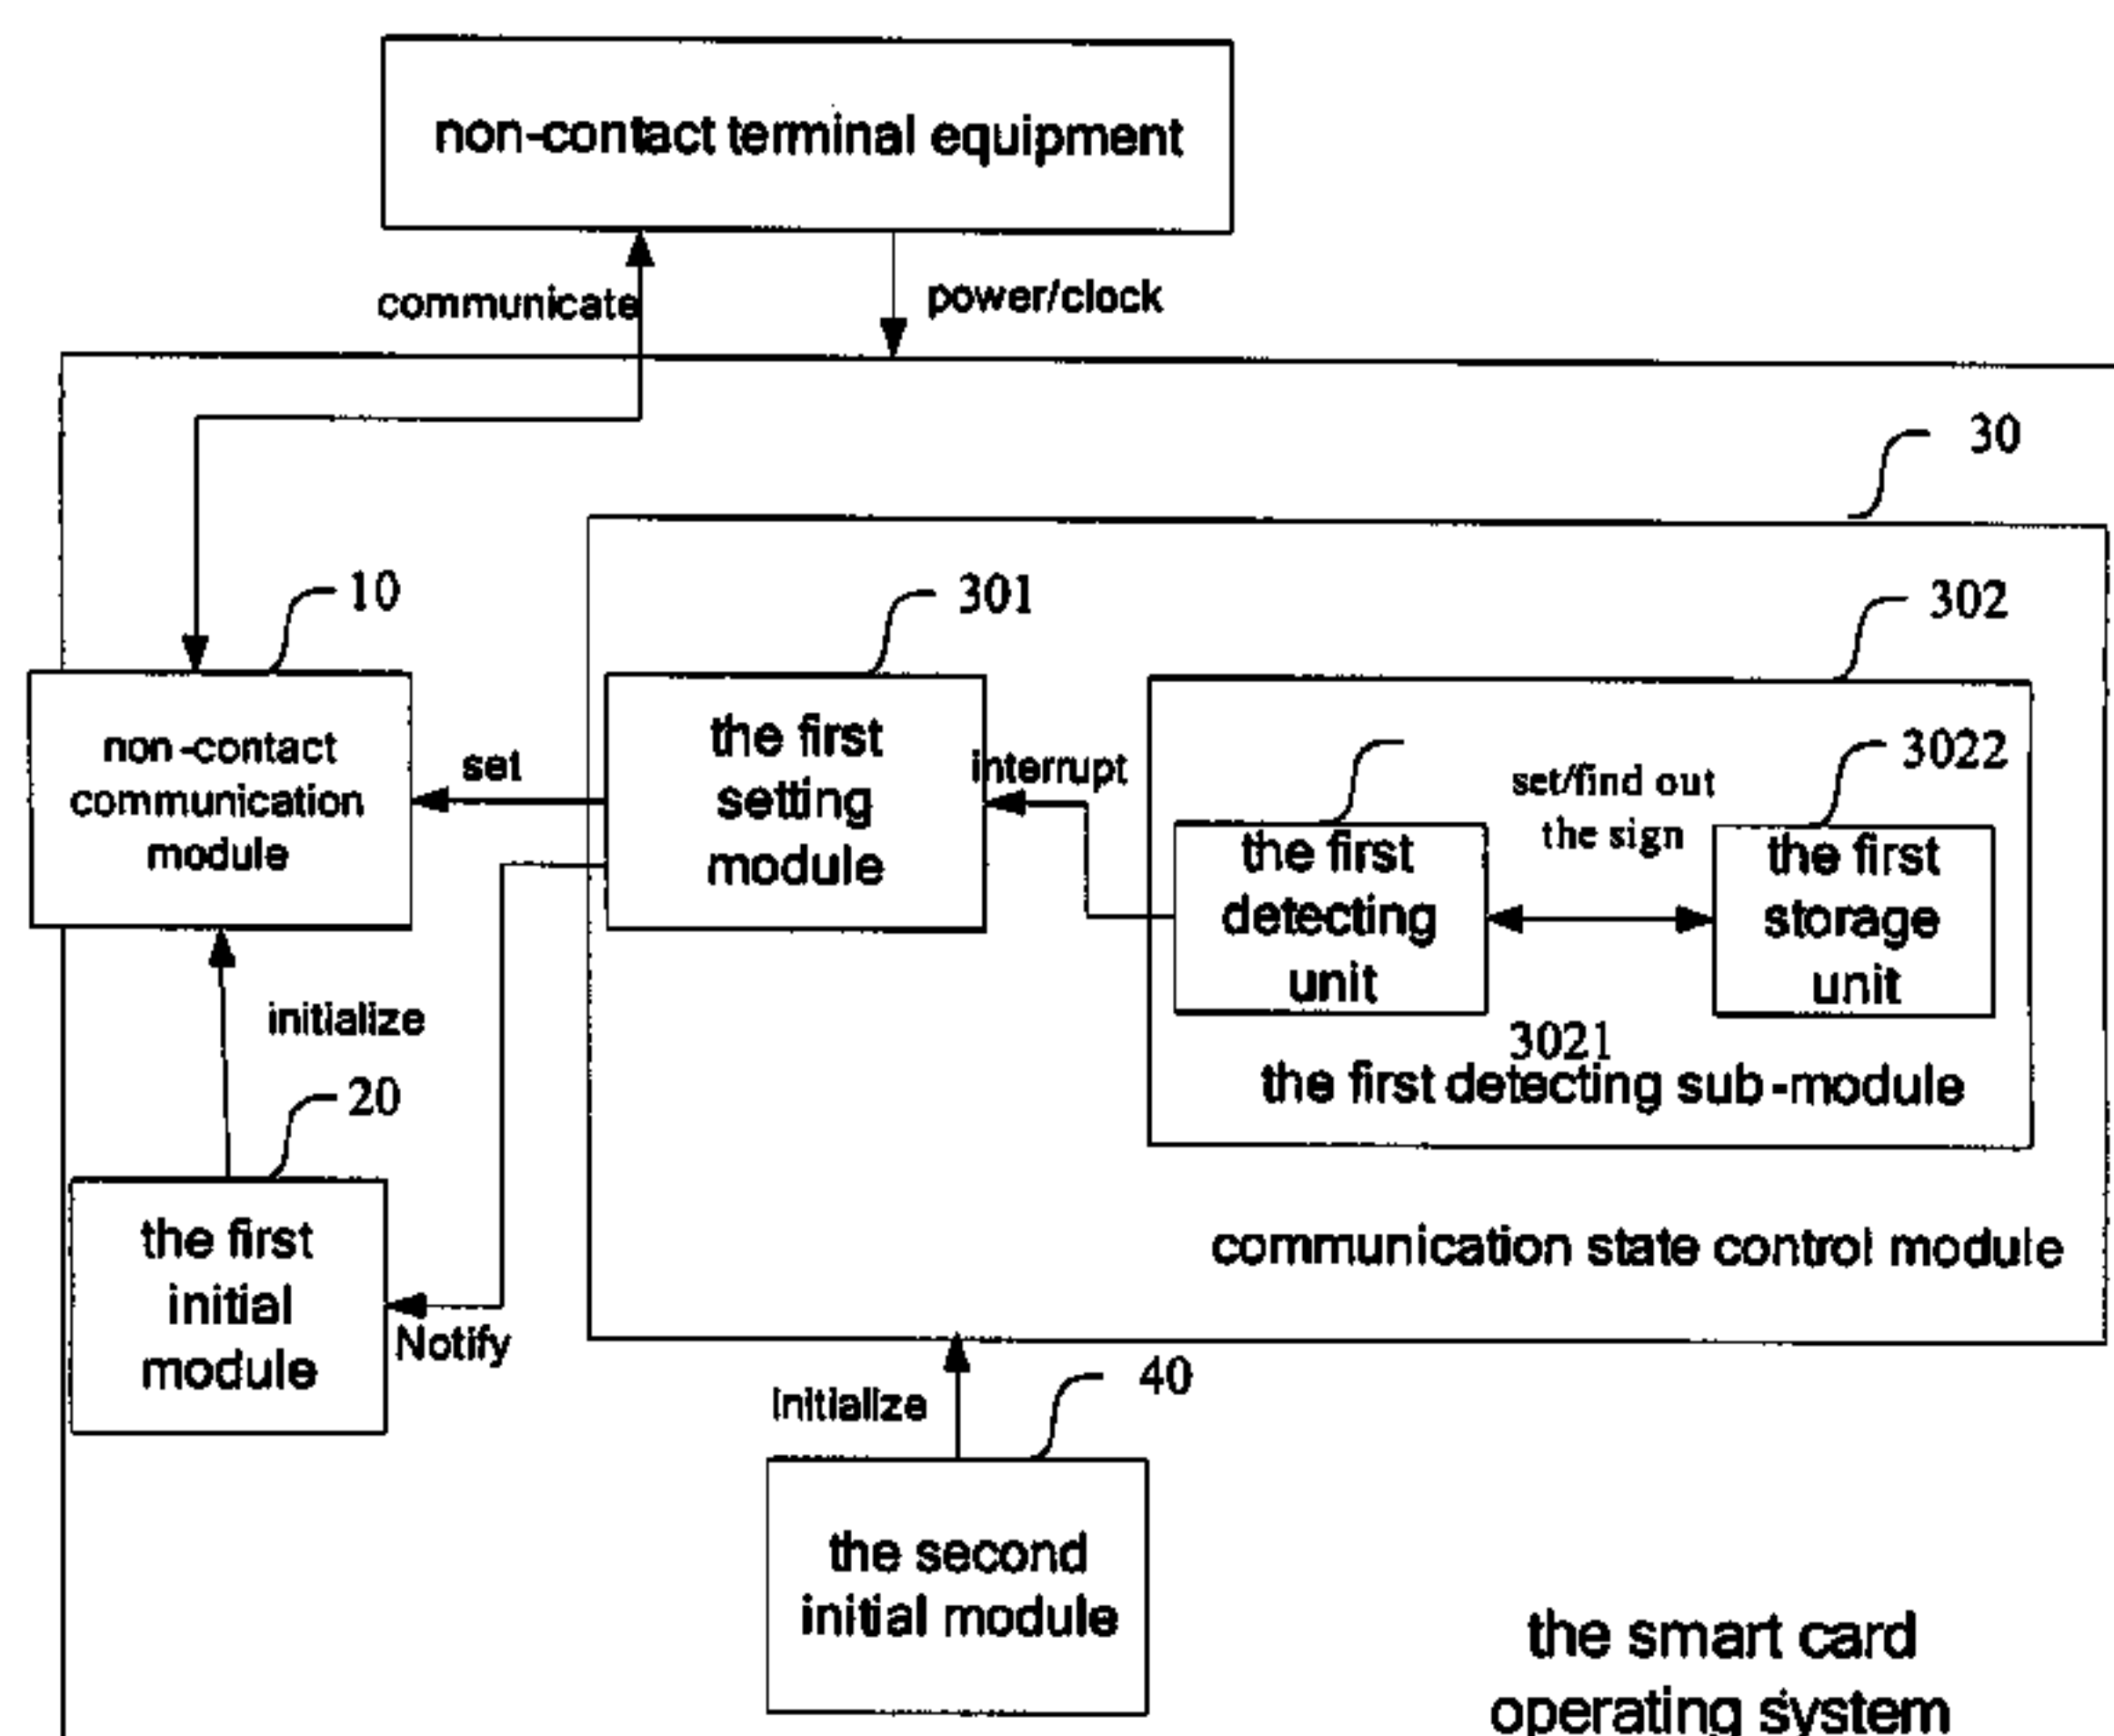 non-contact terminal equipment
communicate
power/clock
30
10
301
302
non-contact
communication
module
set
the first
setting
module
interrupt
3022
set/find out
the sign
the first
detecting
unit
the first
storage
unit
3021
the first detecting sub-module
initialize
20
the first
initial
module
Notify
communication state control module
Initialize
40
the second
initial module
the smart card
operating system